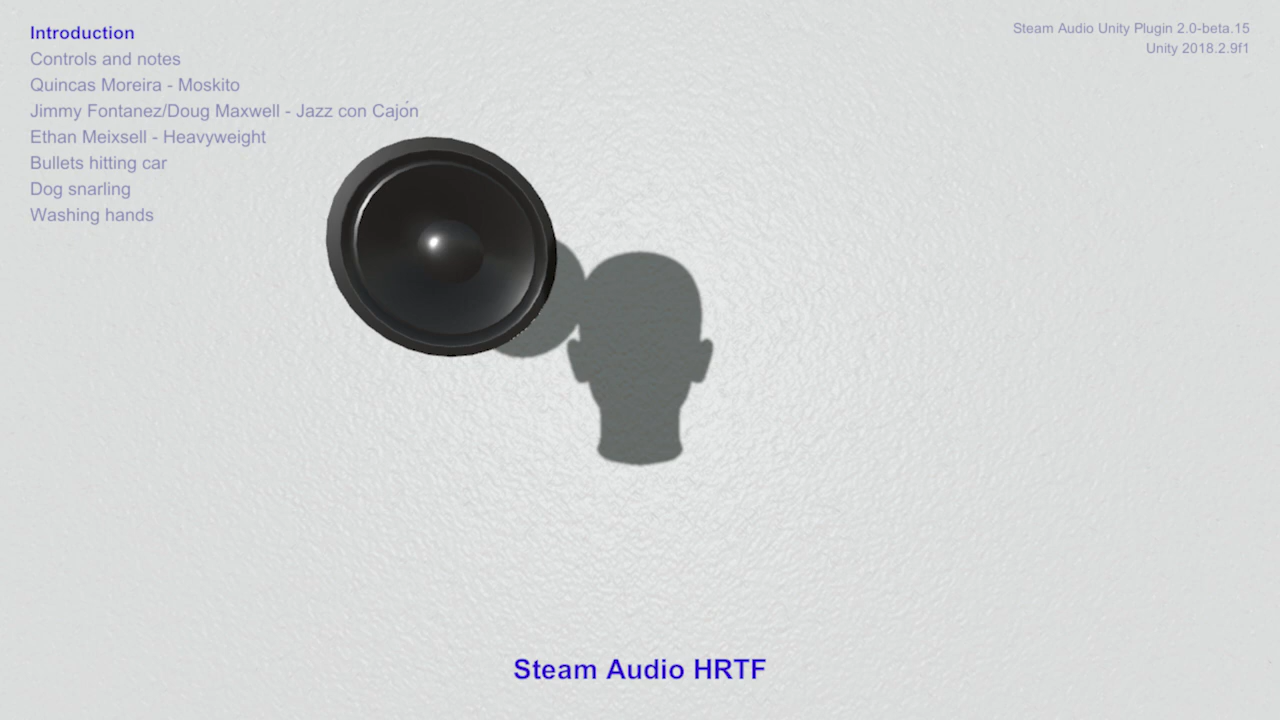 Introduction
Controls and notes
Quincas Moreira - Moskito
Jimmy Fontanez/Doug Maxwell - Jazz con Cajón
Ethan Meixsell - Heavyweight
Bullets hitting car
Dog snarling
Washing hands
Steam Audio Unity Plugin 2.0-beta.15
Unity 2018.2.9f1
Steam Audio HRTF